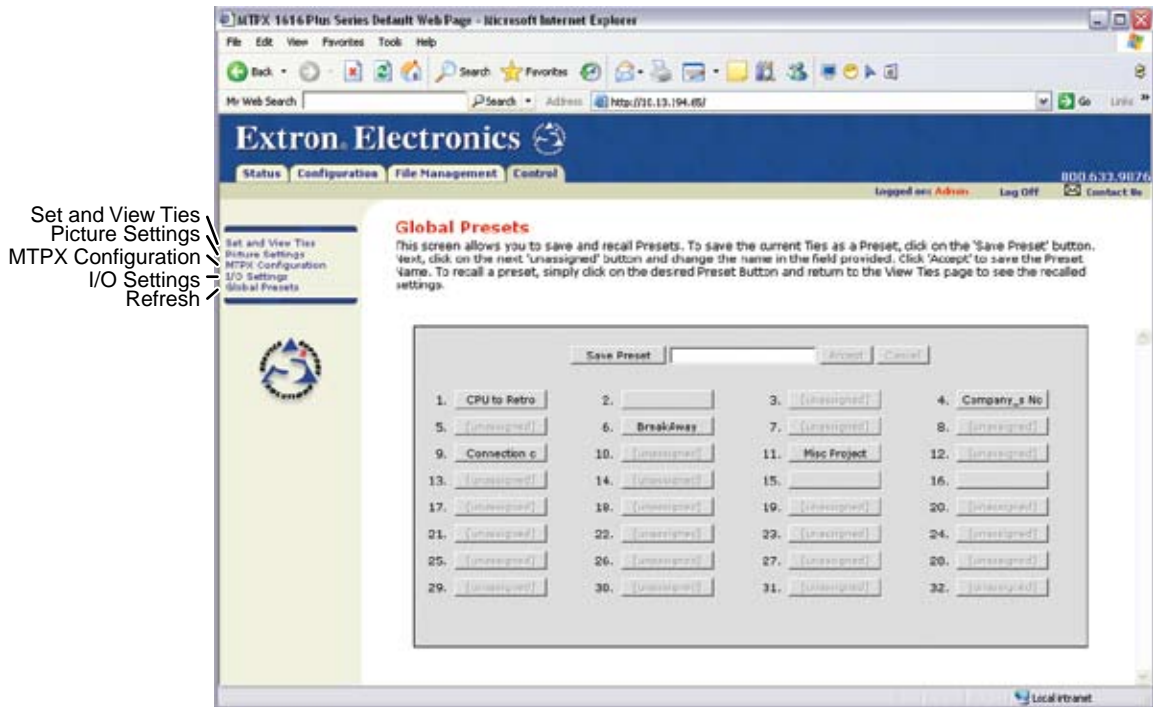 MTPX 1616 Plus Series Default Web Page - Microsoft Internet Explorer
File Edit View Favorites Tools Help
Back Search Favorites
My Web Search Search Address http://10.13.194.65/ Go Links »
Extron Electronics
Status Configuration File Management Control
800.633.9876
Logged on: Admin Log Off Contact Us
Set and View Ties
Picture Settings
MTPX Configuration
I/O Settings
Refresh
Set and View Ties
Picture Settings
MTPX Configuration
I/O Settings
Global Presets
Global Presets
This screen allows you to save and recall Presets. To save the current Ties as a Preset, click on the 'Save Preset' button.
Next, click on the next 'unassigned' button and change the name in the field provided. Click 'Accept' to save the Preset
Name. To recall a preset, simply click on the desired Preset Button and return to the View Ties page to see the recalled
settings.
Save Preset Accept Cancel
1. CPU to Retro 2. 3. [unassigned] 4. Company_s No
5. [unassigned] 6. BreakAway 7. [unassigned] 8. [unassigned]
9. Connection c 10. [unassigned] 11. Misc Project 12. [unassigned]
13. [unassigned] 14. [unassigned] 15. 16.
17. [unassigned] 18. [unassigned] 19. [unassigned] 20. [unassigned]
21. [unassigned] 22. [unassigned] 23. [unassigned] 24. [unassigned]
25. [unassigned] 26. [unassigned] 27. [unassigned] 28. [unassigned]
29. [unassigned] 30. [unassigned] 31. [unassigned] 32. [unassigned]
Local intranet